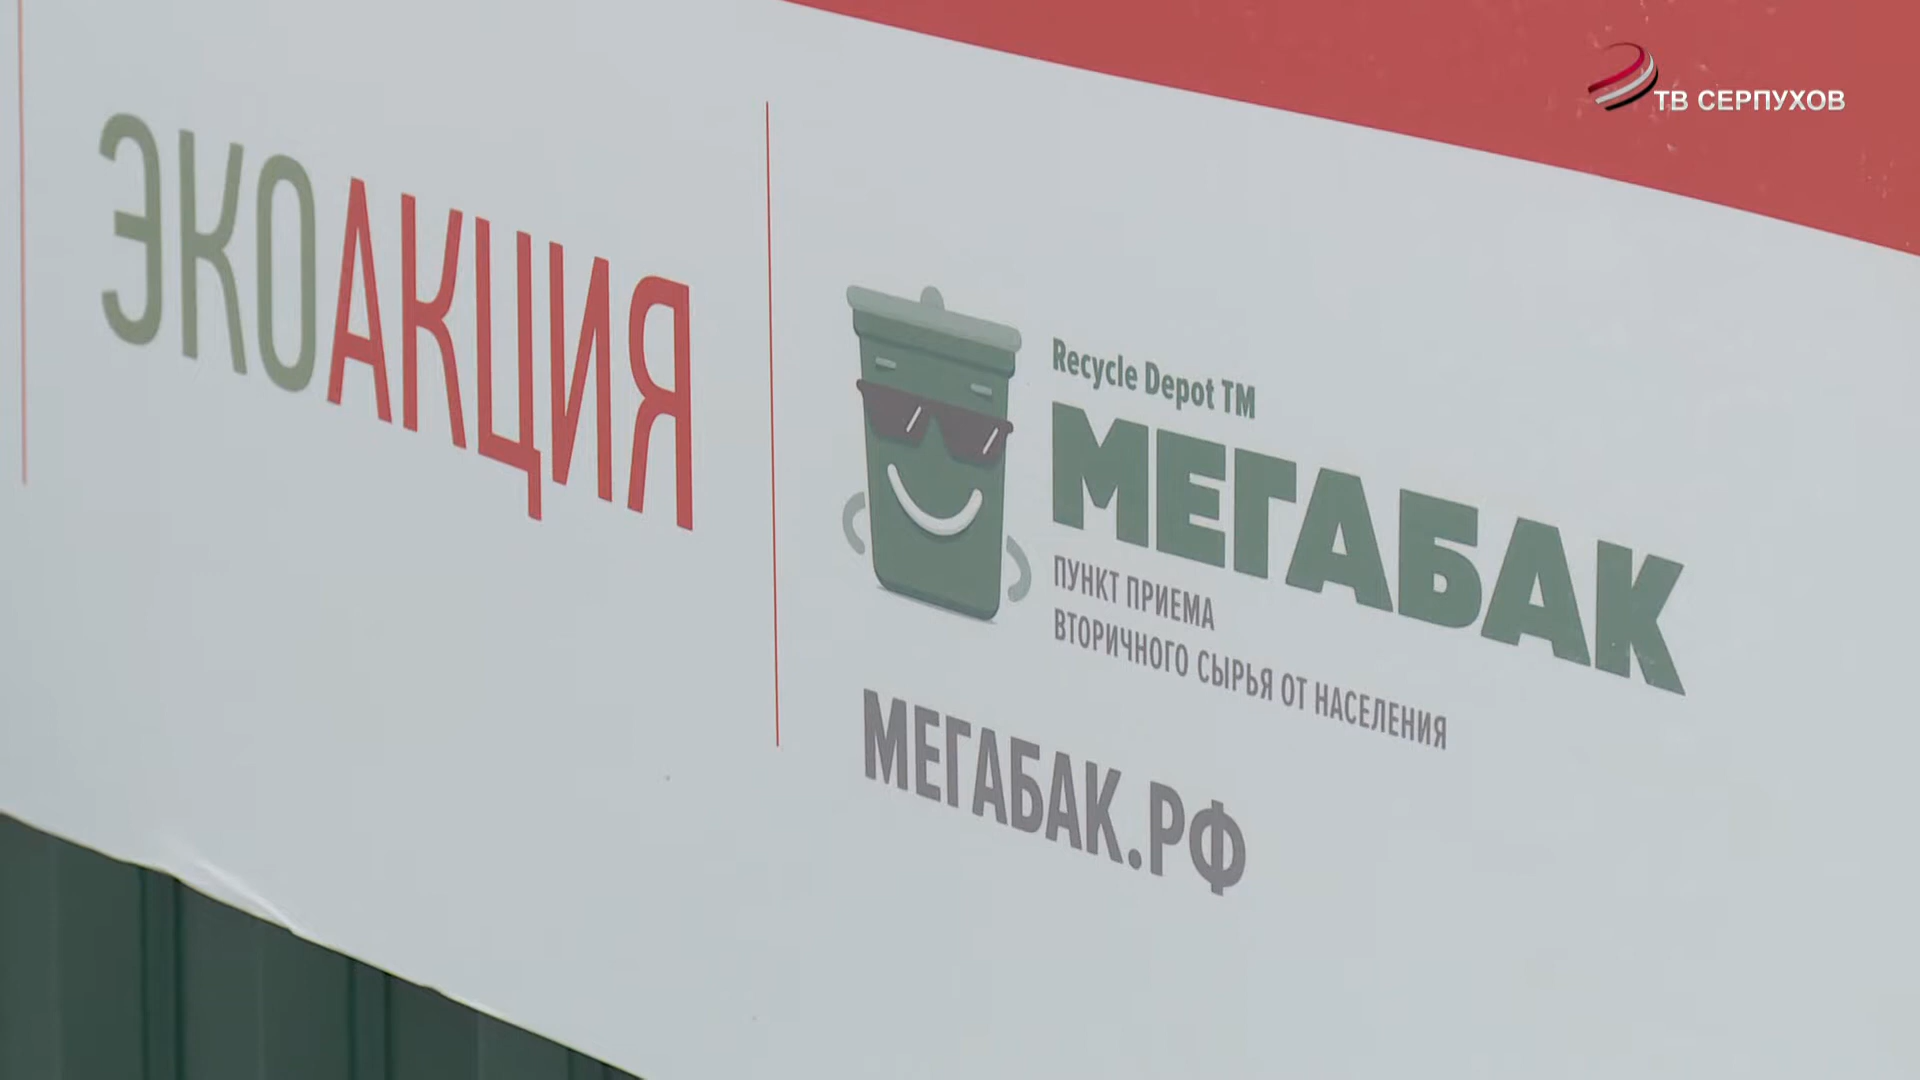 ТВ СЕРПУХОВ
ЭКОАКЦИЯ
Recycle Depot TM
МЕГАБАК
ПУНКТ ПРИЕМА
ВТОРИЧНОГО СЫРЬЯ ОТ НАСЕЛЕНИЯ
МЕГАБАК.РФ